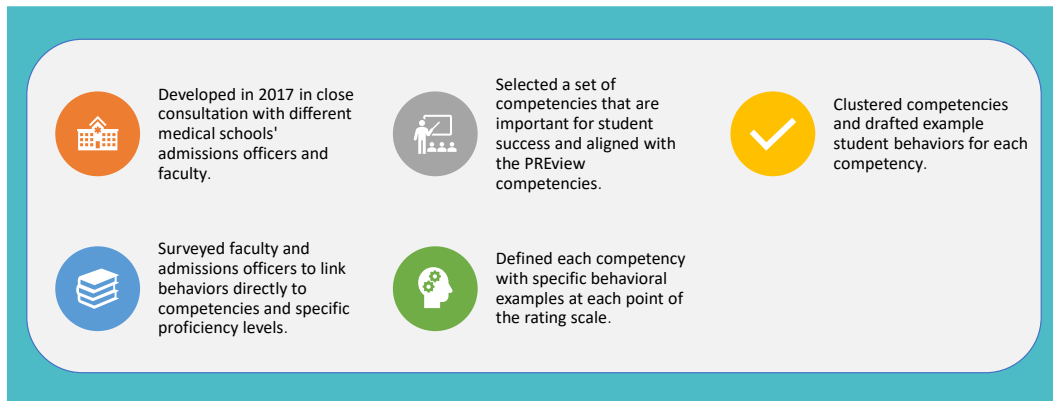 Developed in 2017 in close
consultation with different
medical schools'
admissions officers and
faculty.
Selected a set of
competencies that are
important for student
success and aligned with
the PREview
competencies.
Clustered competencies
and drafted example
student behaviors for each
competency.
Surveyed faculty and
admissions officers to link
behaviors directly to
competencies and specific
proficiency levels.
Defined each competency
with specific behavioral
examples at each point of
the rating scale.